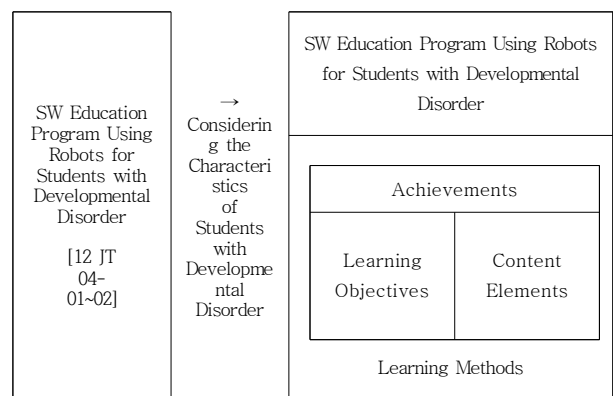 SW Education
Program Using
Robots for
Students with
Developmental
Disorder
[12 JT
04-
01~02]
→
Considerin
g the
Characteri
stics
of
Students
with
Developme
ntal
Disorder
SW Education Program Using Robots
for Students with Developmental
Disorder
Achievements
Learning
Objectives
Content
Elements
Learning Methods